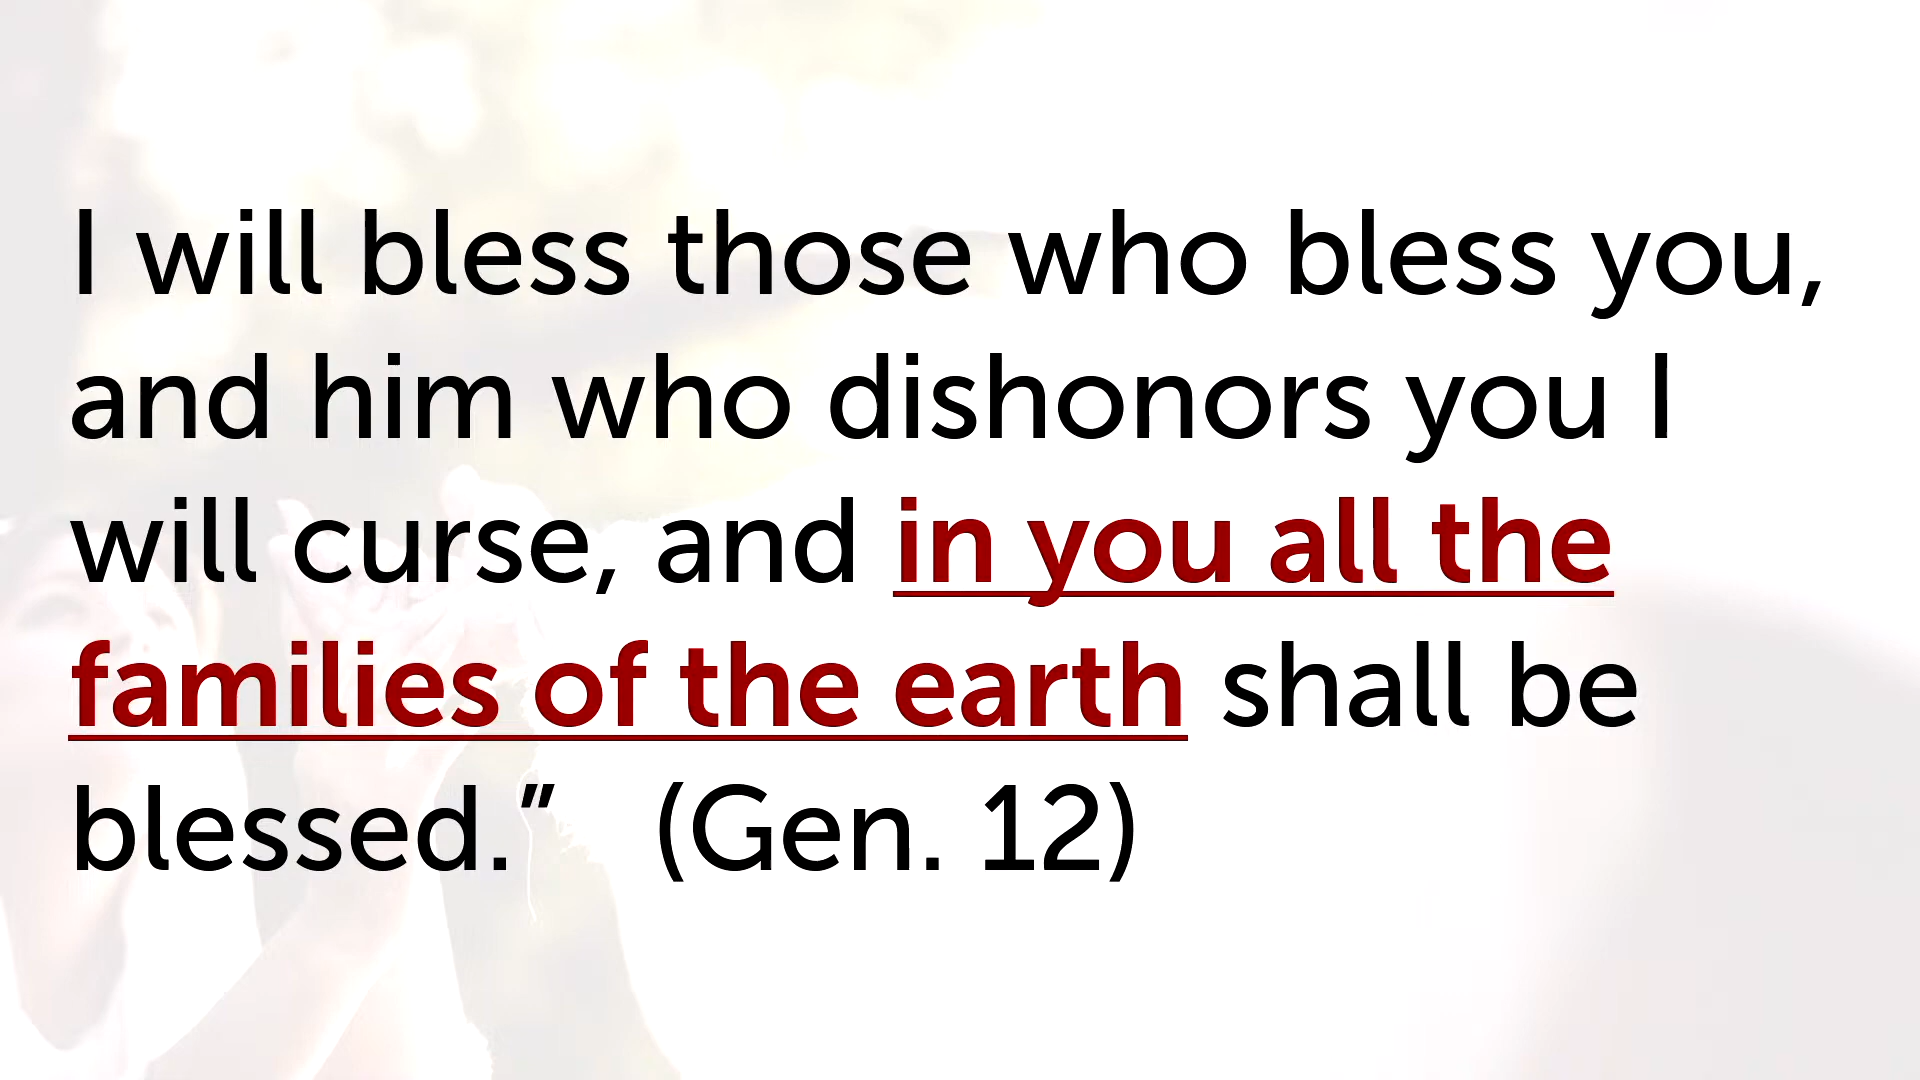 I will bless those who bless you,
and him who dishonors you I
will curse, and in you all the
families of the earth shall be
blessed.”   (Gen. 12)